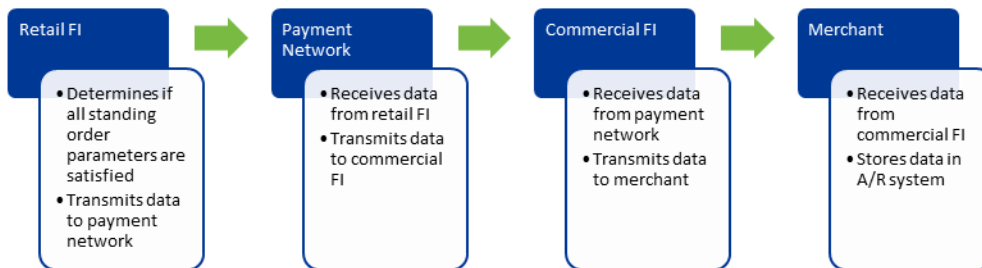 Retail FI
• Determines if
all standing
order
parameters are
satisfied
• Transmits data
to payment
network
Payment
Network
• Receives data
from retail FI
• Transmits data
to commercial
FI
Commercial FI
• Receives data
from payment
network
• Transmits data
to merchant
Merchant
• Receives data
from
commercial FI
• Stores data in
A/R system